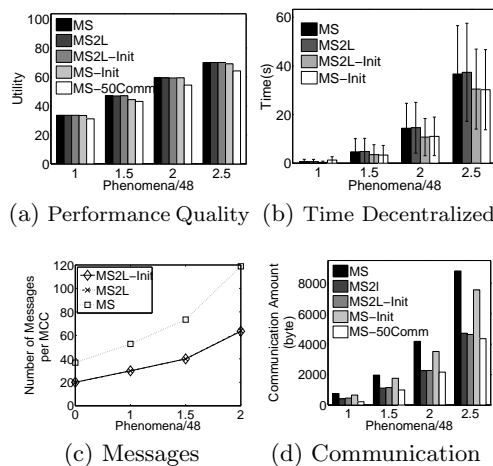 Utility
100
80
60
40
20
0
MS
MS2L
MS2L-Init
MS-Init
MS-50Comm
1 1.5 2 2.5
Phenomena/48
(a) Performance Quality
Time(s)
60
40
20
0
MS
MS2L
MS2L-Init
MS-Init
1 1.5 2 2.5
Phenomena/48
(b) Time Decentralized
Number of Messages
per MCC
120
100
80
60
40
20
0
MS2L-Init
MS2L
MS
0 1 1.5 2
Phenomena/48
(c) Messages
Communication Amount
(byte)
8000
6000
4000
2000
0
MS
MS2l
MS2L-Init
MS-Init
MS-50Comm
1 1.5 2 2.5
Phenomena/48
(d) Communication